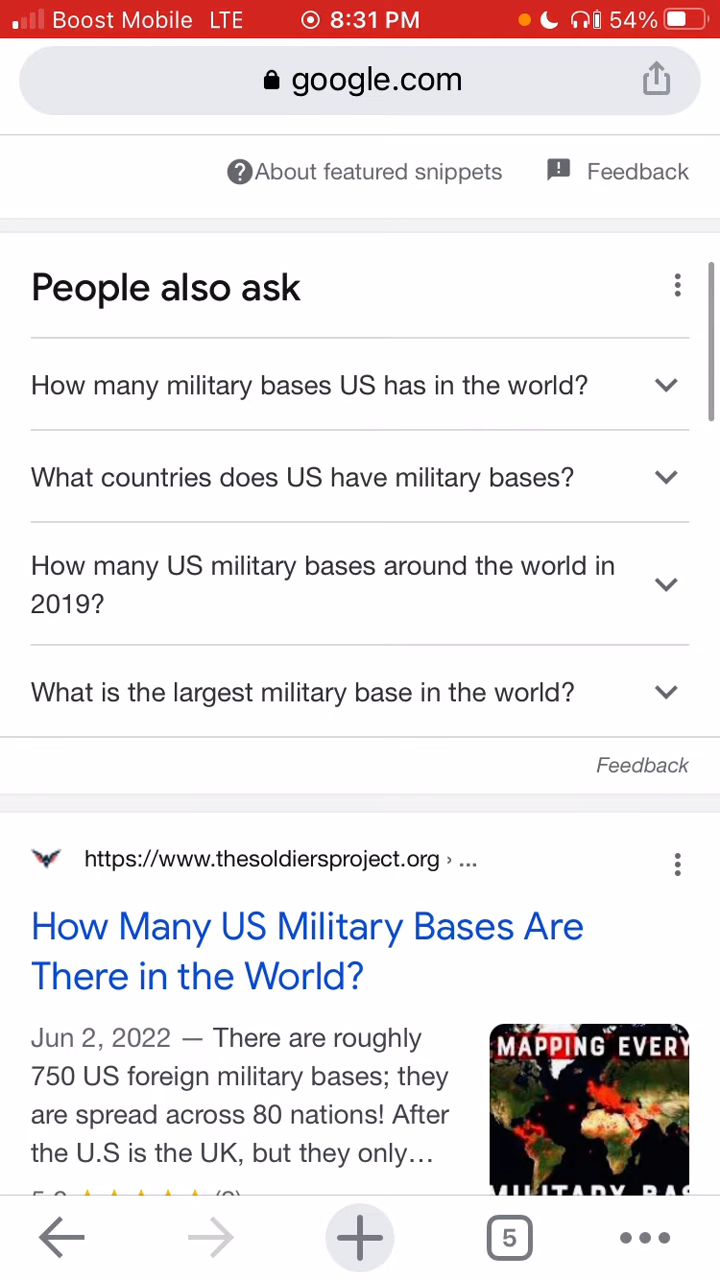 Boost Mobile LTE 8:31 PM 54%
google.com
About featured snippets Feedback
People also ask
How many military bases US has in the world?
What countries does US have military bases?
How many US military bases around the world in
2019?
What is the largest military base in the world?
Feedback
https://www.thesoldiersproject.org › ...
How Many US Military Bases Are
There in the World?
Jun 2, 2022 — There are roughly
750 US foreign military bases; they
are spread across 80 nations! After
the U.S is the UK, but they only...
MAPPING EVERY
5